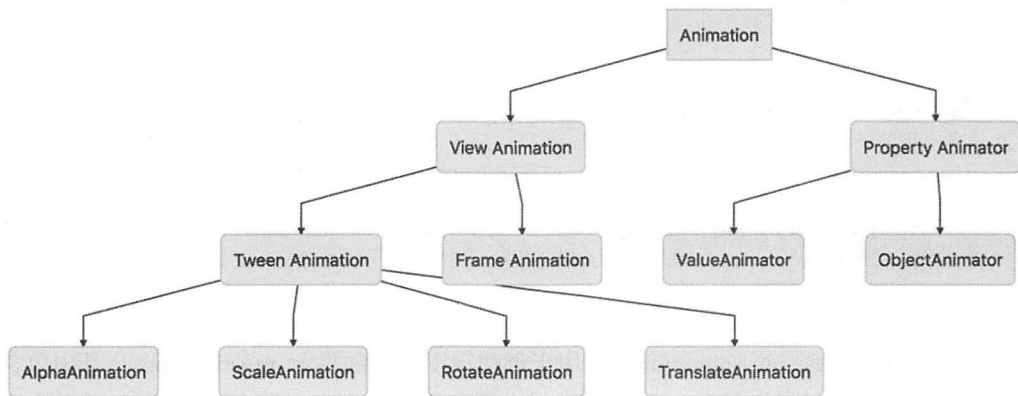 Animation
View Animation
Property Animator
Tween Animation
Frame Animation
ValueAnimator
ObjectAnimator
AlphaAnimation
ScaleAnimation
RotateAnimation
TranslateAnimation